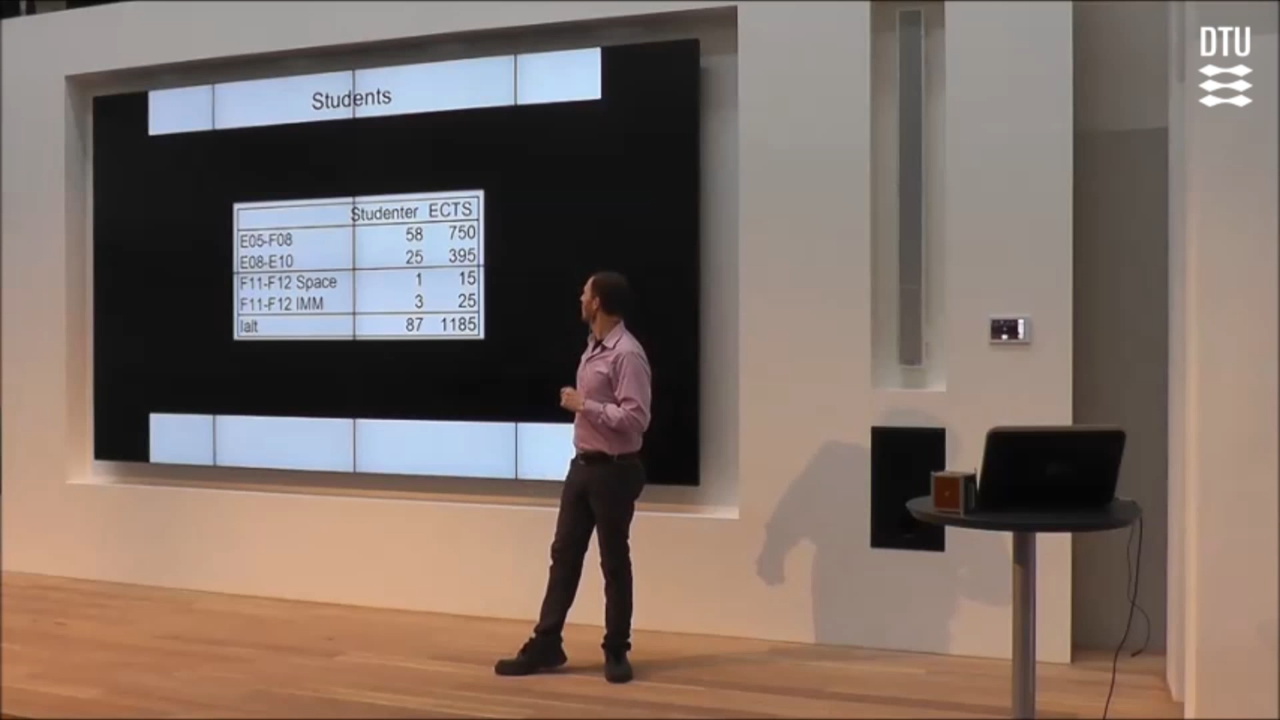 DTU
Students
Studenter ECTS
E05-F08 58 750
E08-E10 25 395
F11-F12 Space 1 15
F11-F12 IMM 3 25
Ialt 87 1185